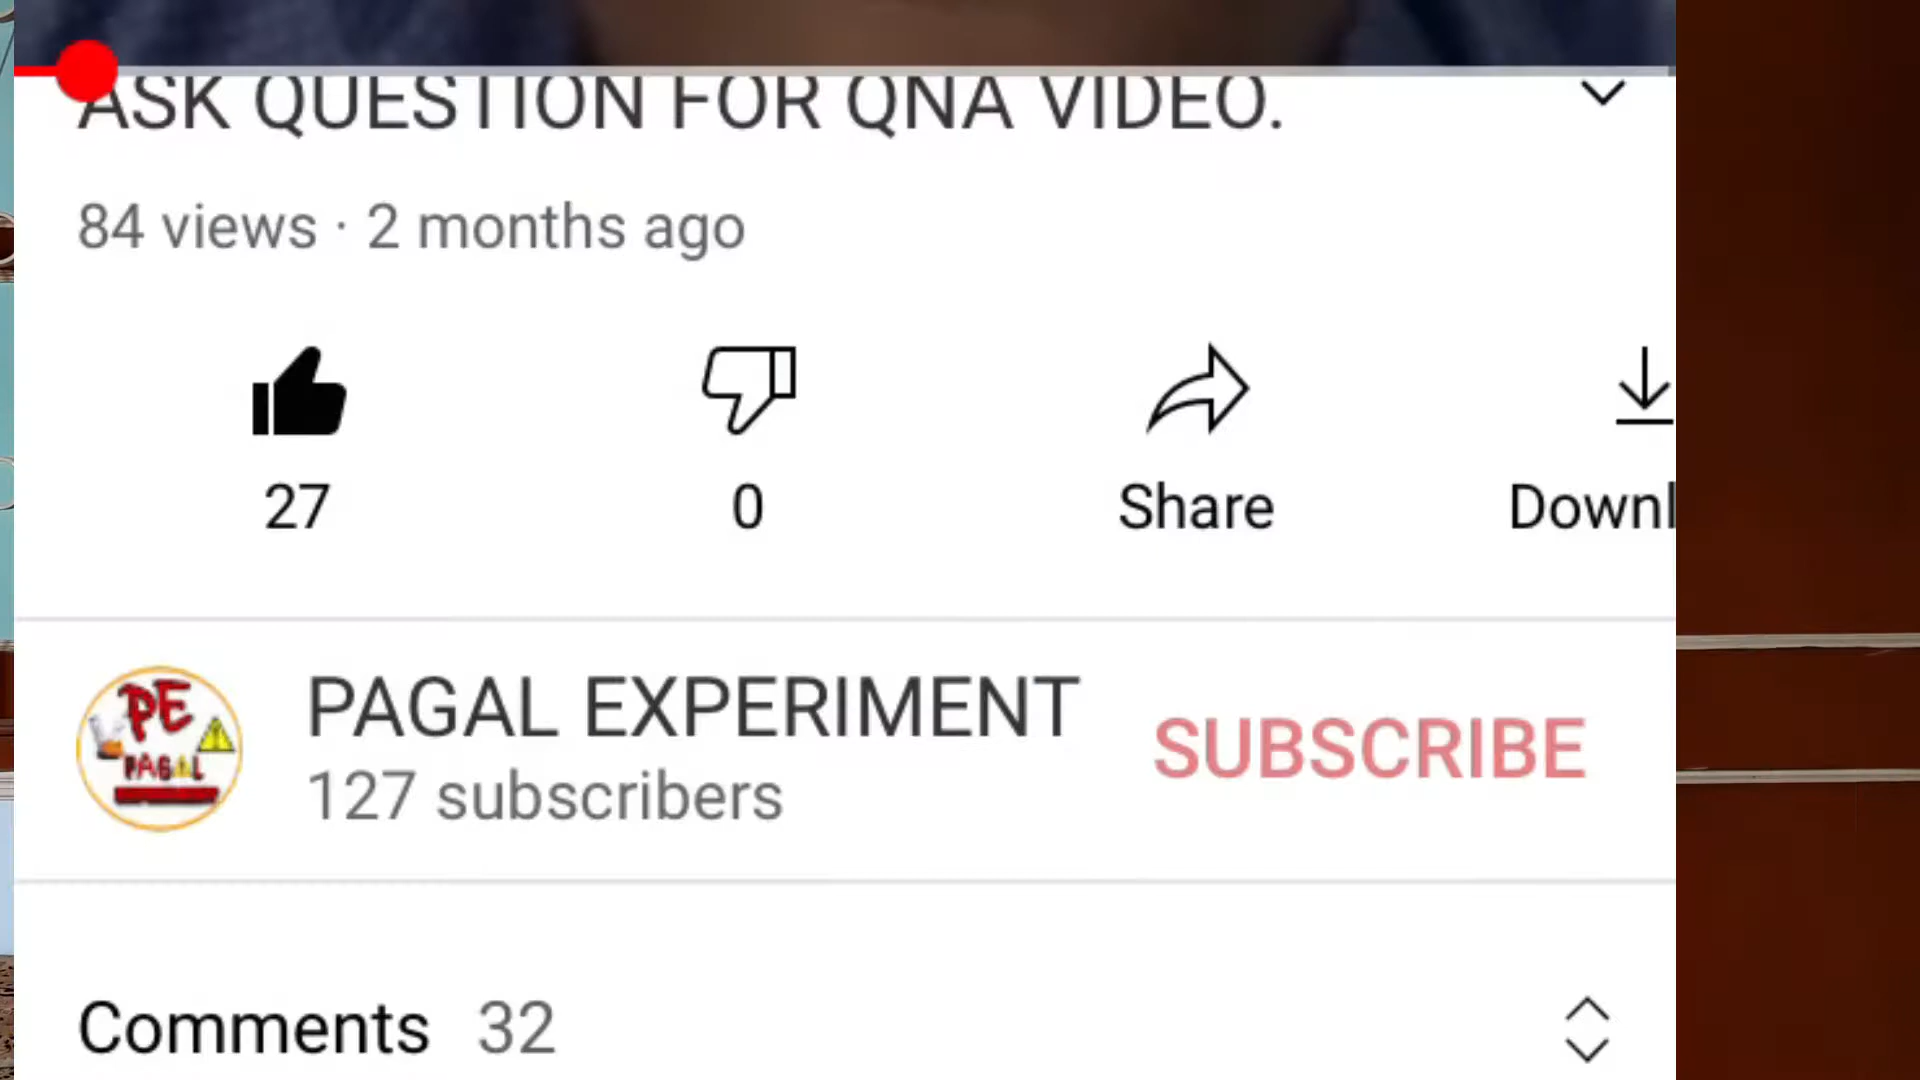 ASK QUESTION FOR QNA VIDEO.
84 views · 2 months ago
27
0
Share
Downl
PE
PAGAL
PAGAL EXPERIMENT
127 subscribers
SUBSCRIBE
Comments 32